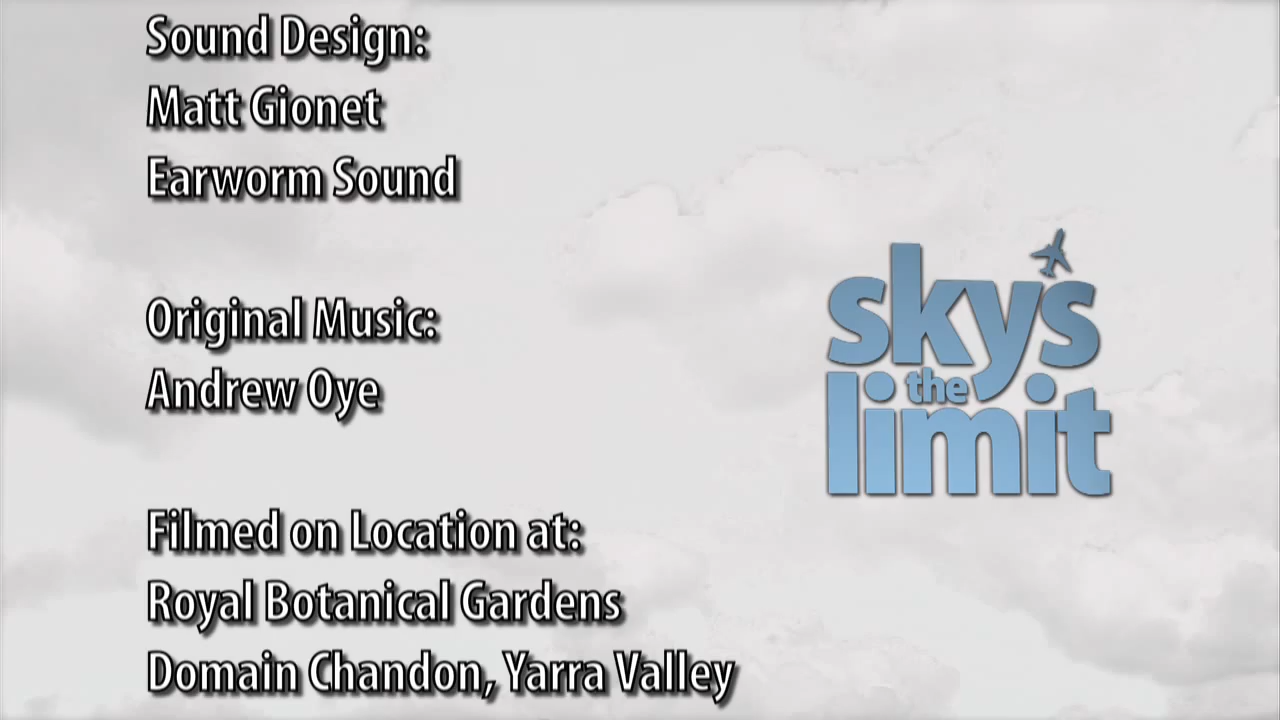 Sound Design:
Matt Gionet
Earworm Sound
Original Music:
Andrew Oye
Filmed on Location at:
Royal Botanical Gardens
Domain Chandon, Yarra Valley
skys
the
limit